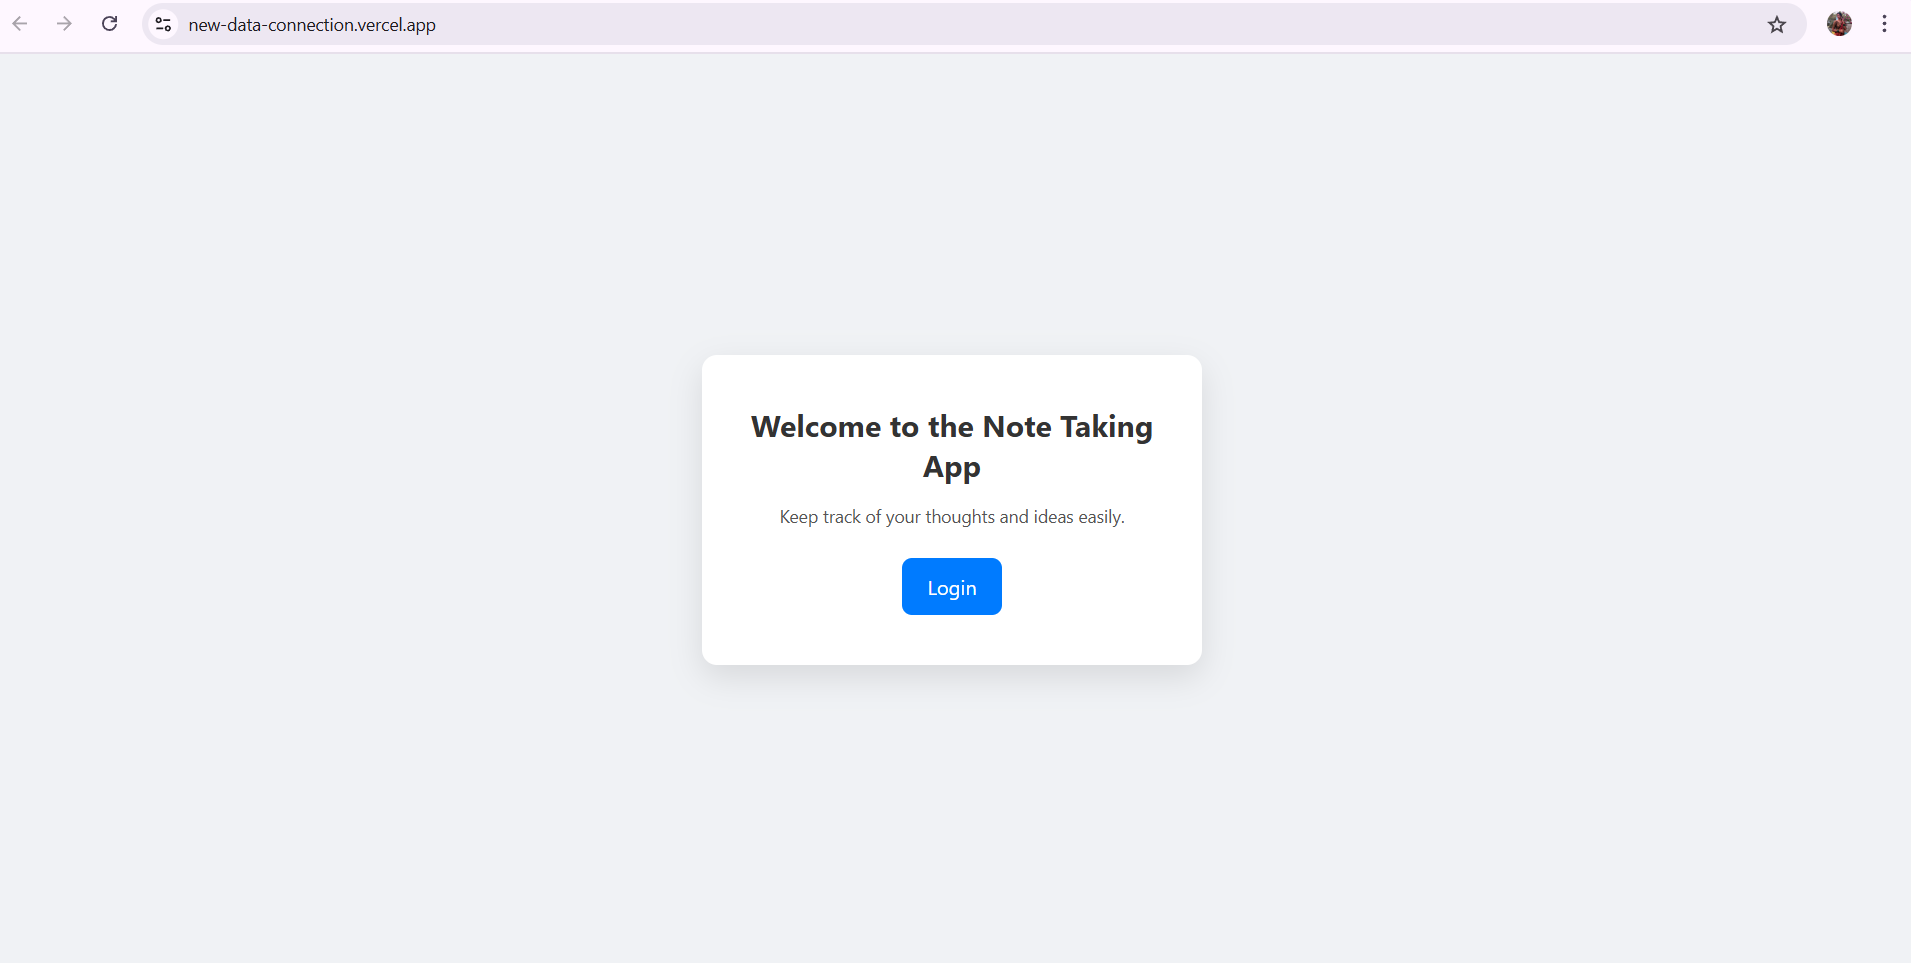 new-data-connection.vercel.app
Welcome to the Note Taking
App
Keep track of your thoughts and ideas easily.
Login